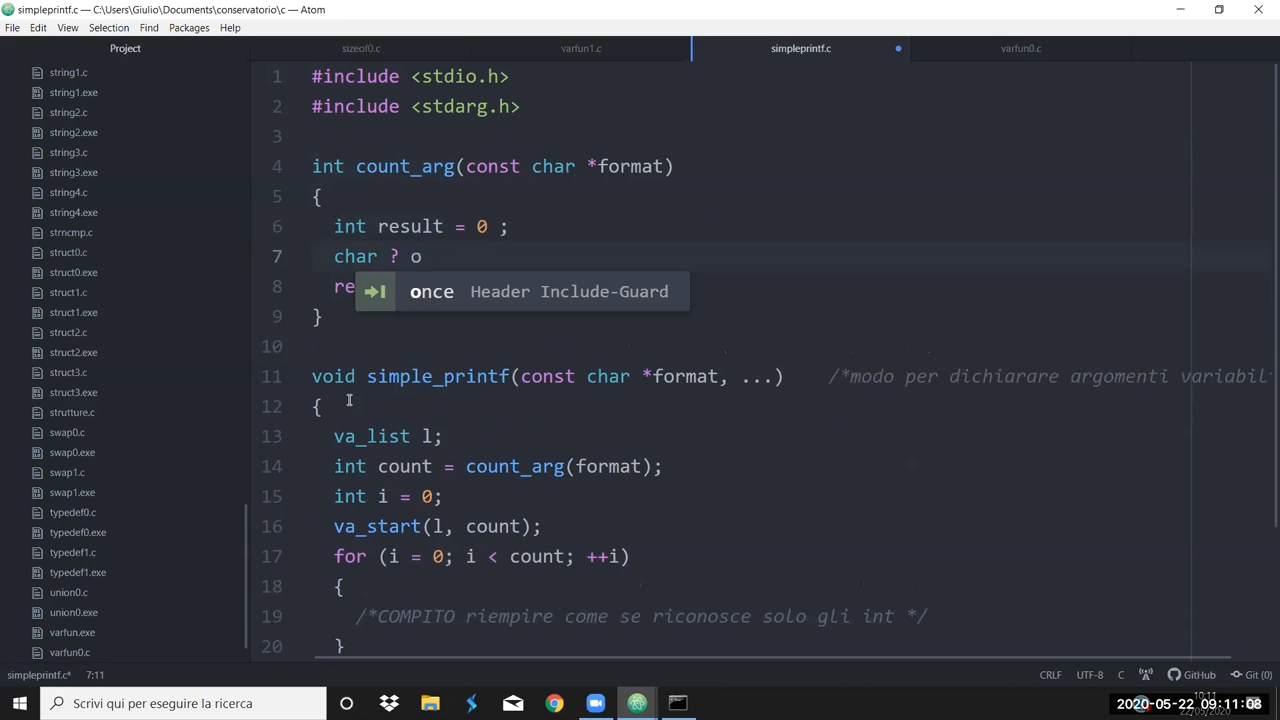 simpleprintf.c — C:\Users\Giulio\Documents\conservatorio\c — Atom
File Edit View Selection Find Packages Help
Project
sizeof0.c
varfun1.c
simpleprintf.c
varfun0.c
string1.c
string1.exe
string2.c
string2.exe
string3.c
string3.exe
string4.c
string4.exe
strncmp.c
struct0.c
struct0.exe
struct1.c
struct1.exe
struct2.c
struct2.exe
struct3.c
struct3.exe
strutture.c
swap0.c
swap0.exe
swap1.c
swap1.exe
typedef0.c
typedef0.exe
typedef1.c
typedef1.exe
union0.c
union0.exe
varfun.exe
varfun0.c
1 #include <stdio.h>
2 #include <stdarg.h>
3
4 int count_arg(const char *format)
5 {
6 int result = 0 ;
7 char ? o
8 re
once Header Include-Guard
9 }
10
11 void simple_printf(const char *format, ...) /*modo per dichiarare argomenti variabil
12 {
13 va_list l;
14 int count = count_arg(format);
15 int i = 0;
16 va_start(l, count);
17 for (i = 0; i < count; ++i)
18 {
19 /*COMPITO riempire come se riconosce solo gli int */
20 }
simpleprintf.c* 7:11
CRLF UTF-8 C GitHub Git (0)
Scrivi qui per eseguire la ricerca
10:11
22/05/2020
2020-05-22 09:11:08